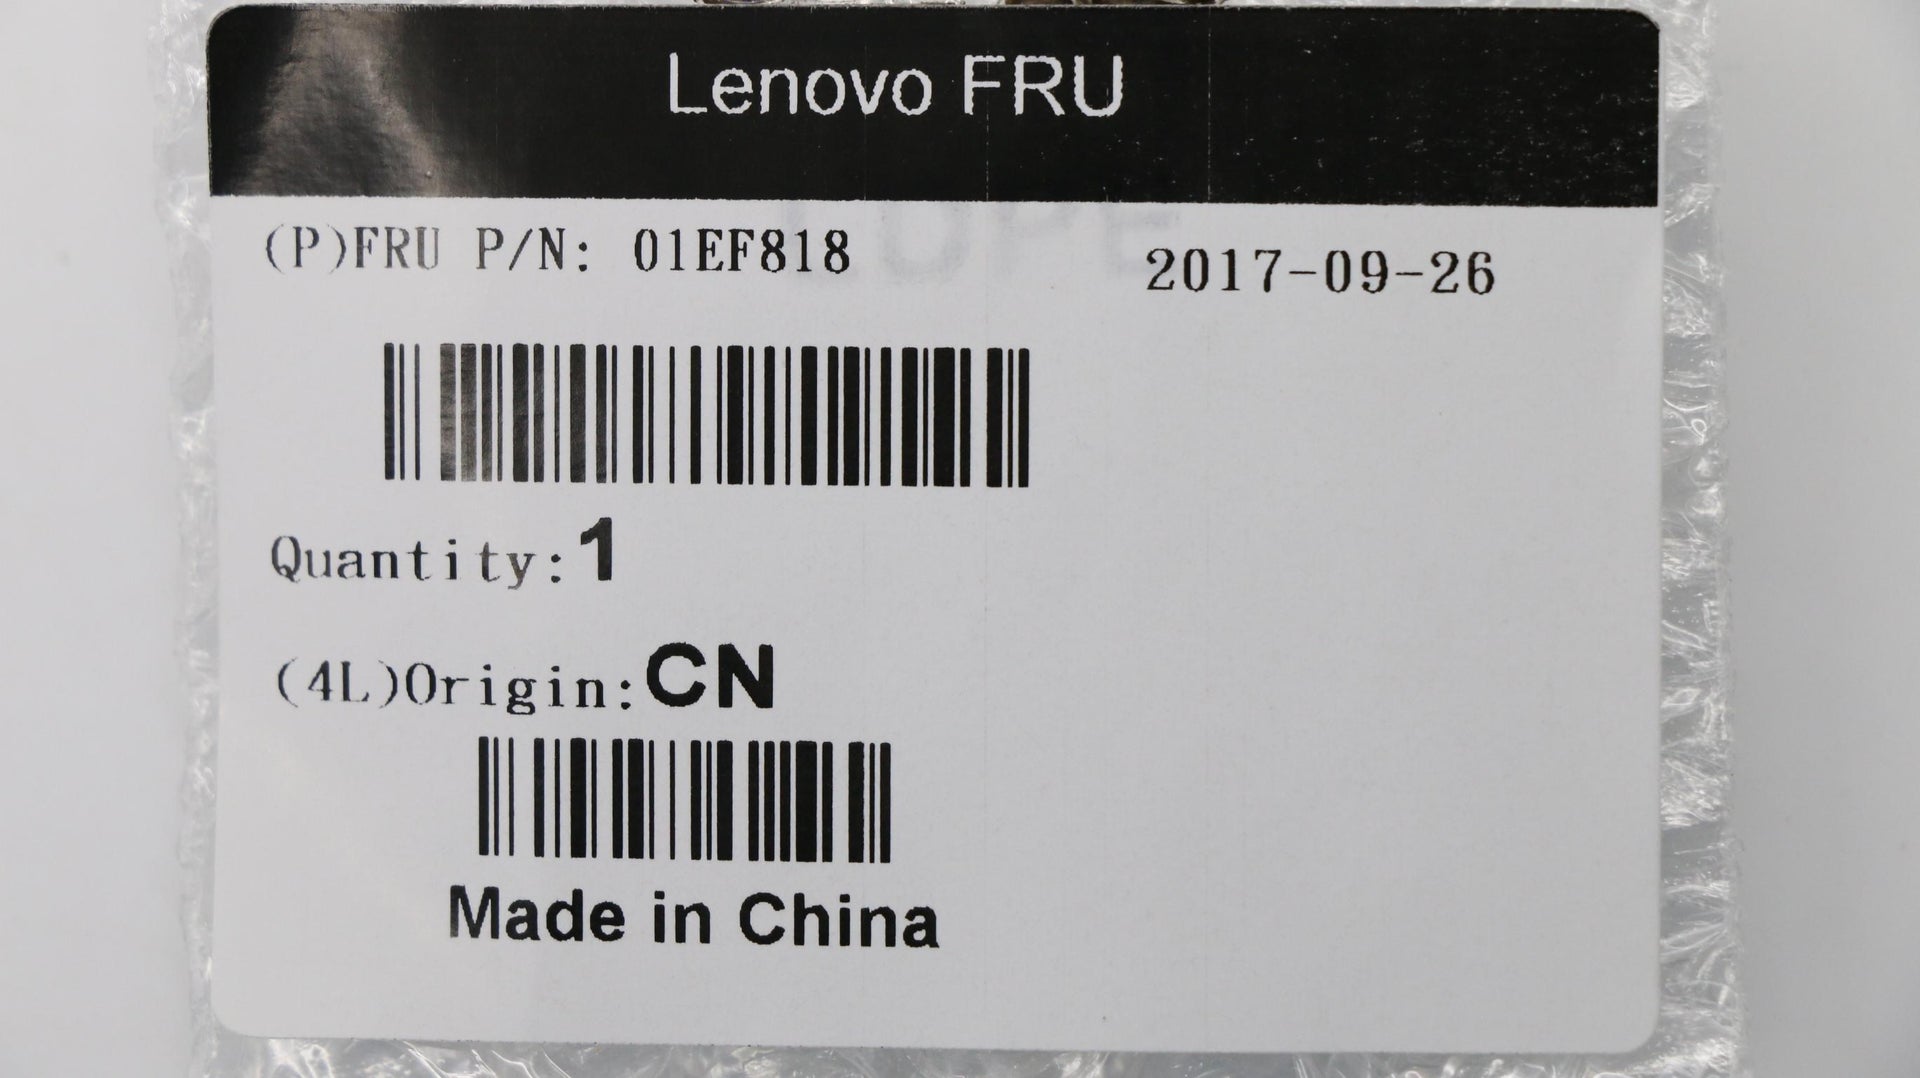 Lenovo FRU
(P)FRU P/N: 01EF818
2017-09-26
Quantity:1
(4L)Origin:CN
Made in China